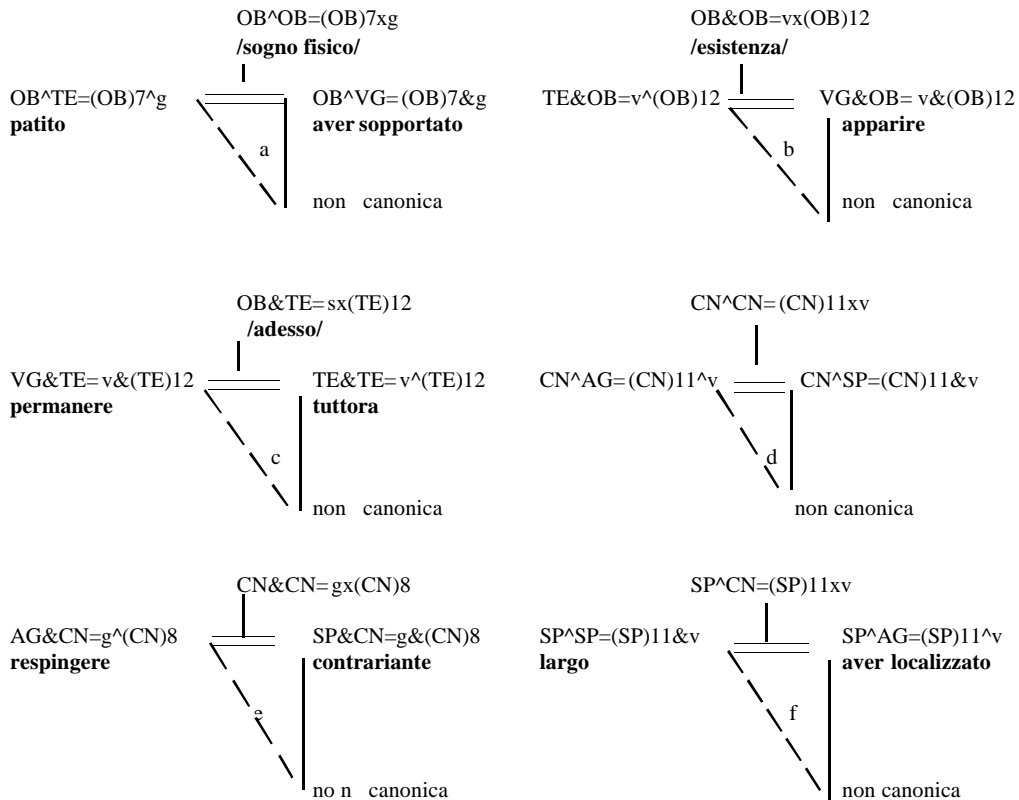 OB^OB=(OB)7xg
/sogno fisico/
OB^TE=(OB)7^g
patito
OB^VG=(OB)7&g
aver sopportato
a
non canonica
OB&OB=vx(OB)12
/esistenza/
TE&OB=v^(OB)12
VG&OB= v&(OB)12
apparire
b
non canonica
OB&TE=sx(TE)12
/adesso/
VG&TE=v&(TE)12
permanere
TE&TE=v^(TE)12
tuttora
c
non canonica
CN^CN=(CN)11xv
CN^AG=(CN)11^v
CN^SP=(CN)11&v
d
non canonica
CN&CN=gx(CN)8
AG&CN=g^(CN)8
respingere
SP&CN=g&(CN)8
contrariante
e
no n canonica
SP^CN=(SP)11xv
SP^SP=(SP)11&v
largo
SP^AG=(SP)11^v
aver localizzato
f
non canonica